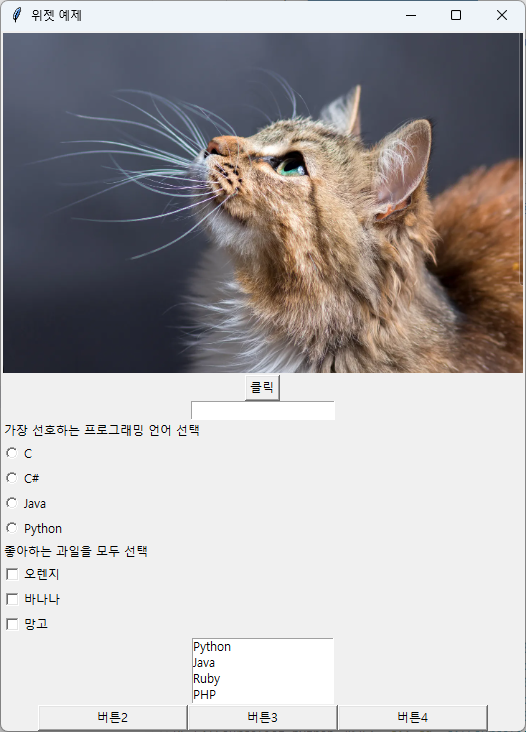 위젯 예제
클릭
가장 선호하는 프로그래밍 언어 선택
C
C#
Java
Python
좋아하는 과일을 모두 선택
오렌지
바나나
망고
Python
Java
Ruby
PHP
버튼2 버튼3 버튼4